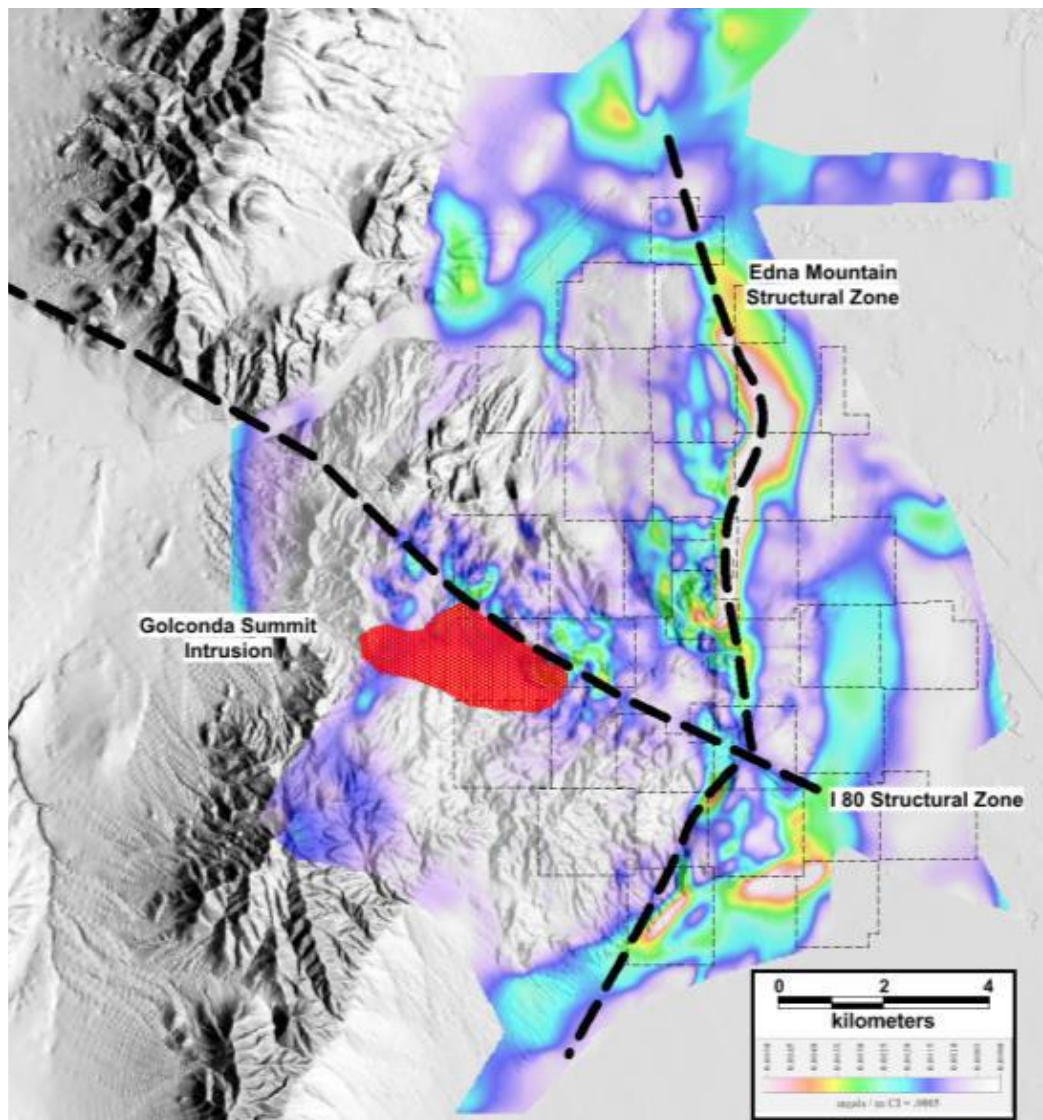 Edna Mountain
Structural Zone
Golconda Summit
Intrusion
I 80 Structural Zone
0 2 4
kilometers